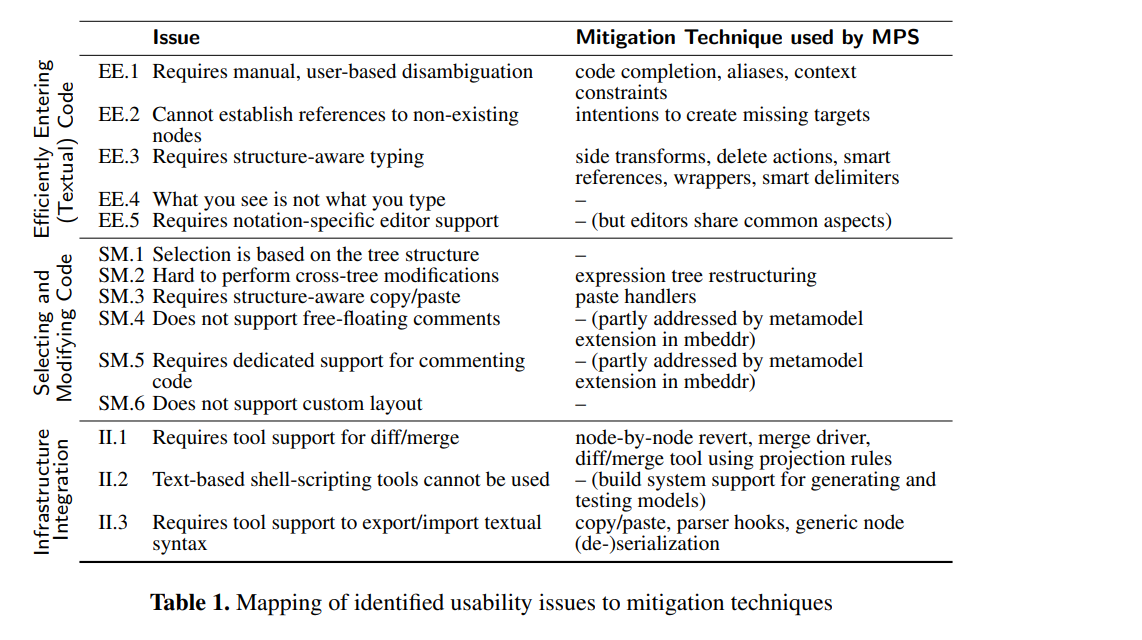 Issue Mitigation Technique used by MPS
Efficiently Entering
(Textual) Code
EE.1 Requires manual, user-based disambiguation code completion, aliases, context
constraints
EE.2 Cannot establish references to non-existing intentions to create missing targets
nodes
EE.3 Requires structure-aware typing side transforms, delete actions, smart
references, wrappers, smart delimiters
EE.4 What you see is not what you type –
EE.5 Requires notation-specific editor support – (but editors share common aspects)
Selecting and
Modifying Code
SM.1 Selection is based on the tree structure –
SM.2 Hard to perform cross-tree modifications expression tree restructuring
SM.3 Requires structure-aware copy/paste paste handlers
SM.4 Does not support free-floating comments – (partly addressed by metamodel
extension in mbeddr)
SM.5 Requires dedicated support for commenting – (partly addressed by metamodel
code extension in mbeddr)
SM.6 Does not support custom layout –
Infrastructure
Integration
II.1 Requires tool support for diff/merge node-by-node revert, merge driver,
diff/merge tool using projection rules
II.2 Text-based shell-scripting tools cannot be used – (build system support for generating and
testing models)
II.3 Requires tool support to export/import textual copy/paste, parser hooks, generic node
syntax (de-)serialization
Table 1. Mapping of identified usability issues to mitigation techniques